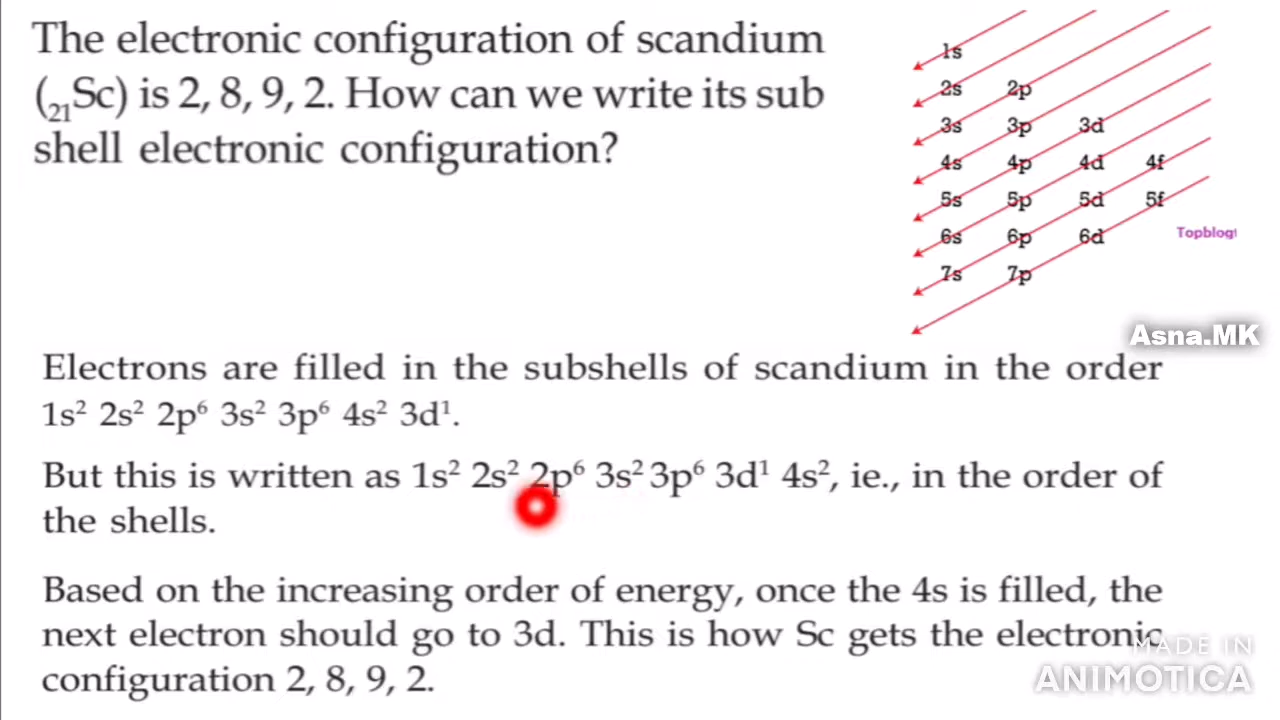 The electronic configuration of scandium
(₂₁Sc) is 2, 8, 9, 2. How can we write its sub
shell electronic configuration?
1s
2s 2p
3s 3p 3d
4s 4p 4d 4f
5s 5p 5d 5f
6s 6p 6d
7s 7p
Topblogt
Asna.MK
Electrons are filled in the subshells of scandium in the order
1s² 2s² 2p⁶ 3s² 3p⁶ 4s² 3d¹.
But this is written as 1s² 2s² 2p⁶ 3s² 3p⁶ 3d¹ 4s², ie., in the order of
the shells.
Based on the increasing order of energy, once the 4s is filled, the
next electron should go to 3d. This is how Sc gets the electronic
configuration 2, 8, 9, 2.
MADE IN
ANIMOTICA